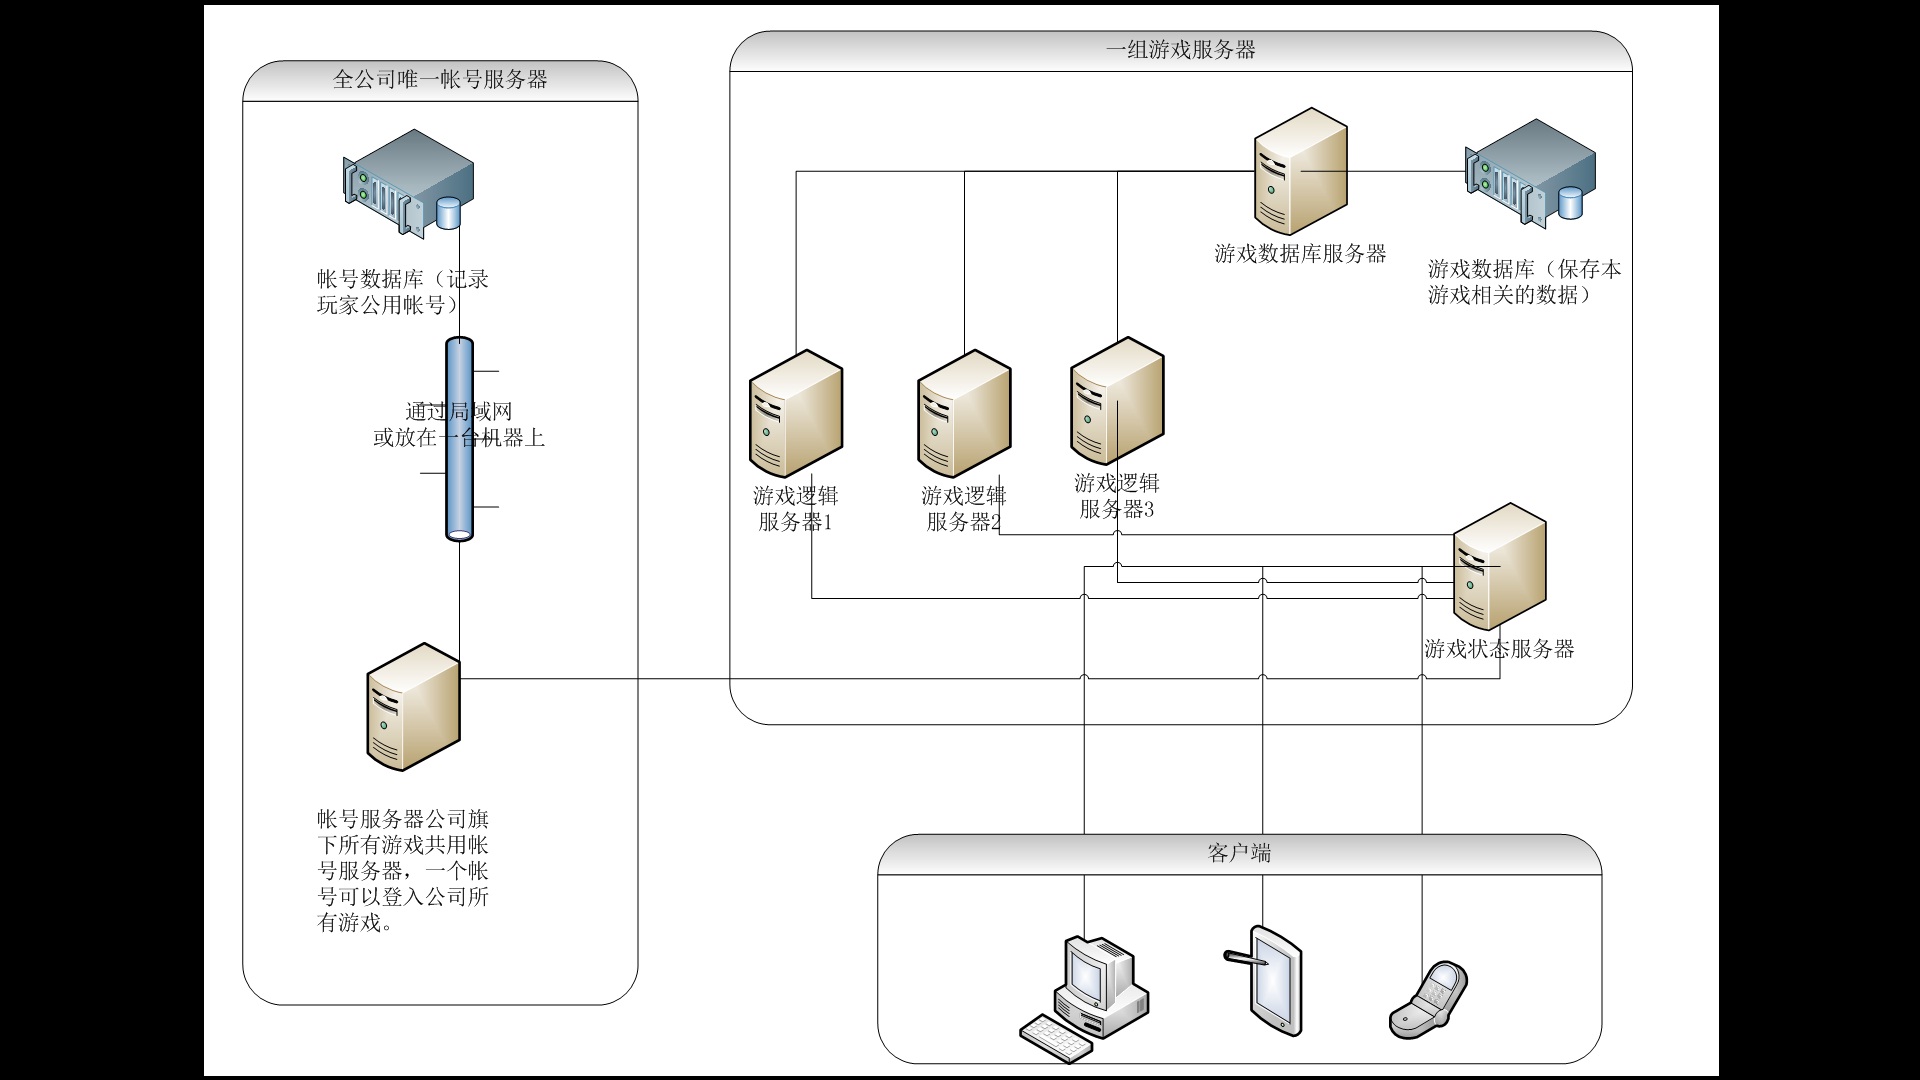 全公司唯一帐号服务器
帐号数据库（记录
玩家公用帐号）
通过局域网
或放在一台机器上
帐号服务器公司旗
下所有游戏共用帐
号服务器，一个帐
号可以登入公司所
有游戏。
一组游戏服务器
游戏数据库服务器
游戏数据库（保存本
游戏相关的数据）
游戏逻辑
服务器1
游戏逻辑
服务器2
游戏逻辑
服务器3
游戏状态服务器
客户端